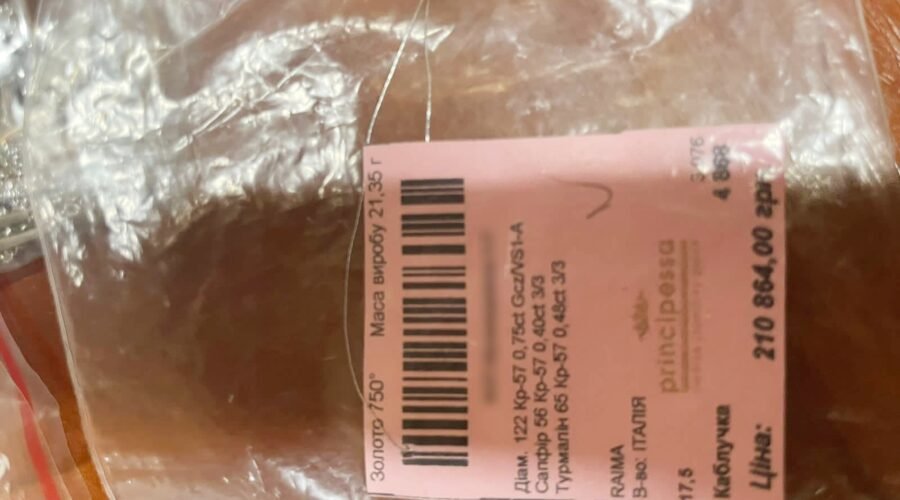 Золото 750° Маса виробу 21,35 г
Діам. 122 Кр-57 0,75ct Gcz/VS1-A
Сапфір 56 Кр-57 0,40ct 3/3
Турмалін 65 Кр-57 0,48ct 3/3
RAIMA
В-во: ІТАЛІЯ
principessa
17,5
Каблучка 4 868
Ціна: 210 864,00 грн